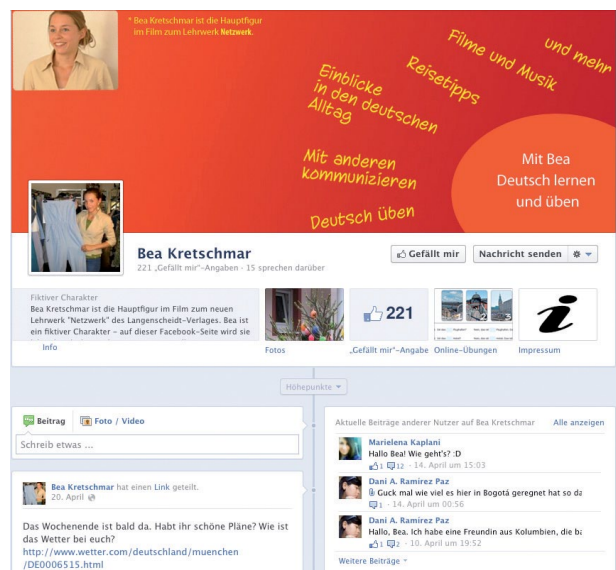 * Bea Kretschmar ist die Hauptfigur
im Film zum Lehrwerk Netzwerk.
Filme und Musik
und mehr
Reisetipps
Einblicke
in den deutschen
Alltag
Mit anderen
kommunizieren
Deutsch üben
Mit Bea
Deutsch lernen
und üben
Bea Kretschmar
221 „Gefällt mir“-Angaben · 15 sprechen darüber
Gefällt mir
Nachricht senden
Fiktiver Charakter
Bea Kretschmar ist die Hauptfigur im Film zum neuen
Lehrwerk "Netzwerk" des Langenscheidt-Verlages. Bea ist
ein fiktiver Charakter – auf dieser Facebook-Seite wird sie
Info
Fotos
221
„Gefällt mir“-Angabe
1 2 3
Online-Übungen
i
Impressum
Höhepunkte
Beitrag
Foto / Video
Schreib etwas ...
Bea Kretschmar hat einen Link geteilt.
20. April
Das Wochenende ist bald da. Habt ihr schöne Pläne? Wie ist
das Wetter bei euch?
http://www.wetter.com/deutschland/muenchen
/DE0006515.html
Aktuelle Beiträge anderer Nutzer auf Bea Kretschmar
Alle anzeigen
Marielena Kaplani
Hallo Bea! Wie geht's? :D
1 12 · 14. April um 15:03
Dani A. Ramirez Paz
Guck mal wie viel es hier in Bogotá geregnet hat so da
1 · 14. April um 00:56
Dani A. Ramirez Paz
Hallo, Bea. Ich habe eine Freundin aus Kolumbien, die ba
1 2 · 10. April um 19:52
Weitere Beiträge